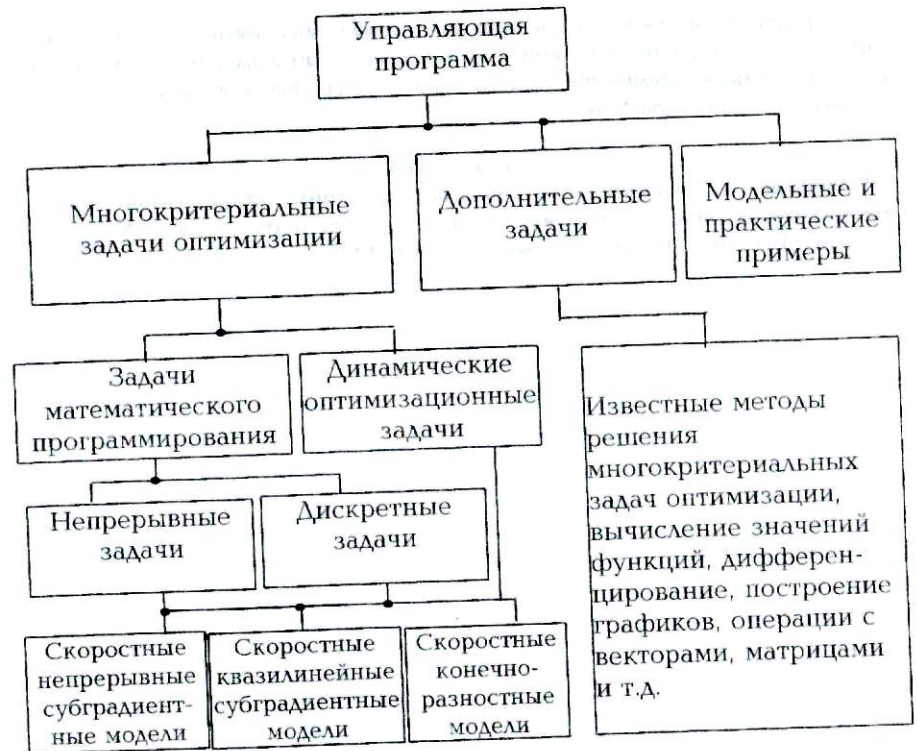 Управляющая
программа
Многокритериальные
задачи оптимизации
Дополнительные
задачи
Модельные и
практические
примеры
Задачи
математического
программирования
Динамические
оптимизационные
задачи
Известные методы
решения
многокритериальных
задач оптимизации,
вычисление значений
функций, дифферен-
цирование, построение
графиков, операции с
векторами, матрицами
и т.д.
Непрерывные
задачи
Дискретные
задачи
Скоростные
непрерывные
субградиент-
ные модели
Скоростные
квазилинейные
субградиентные
модели
Скоростные
конечно-
разностные
модели